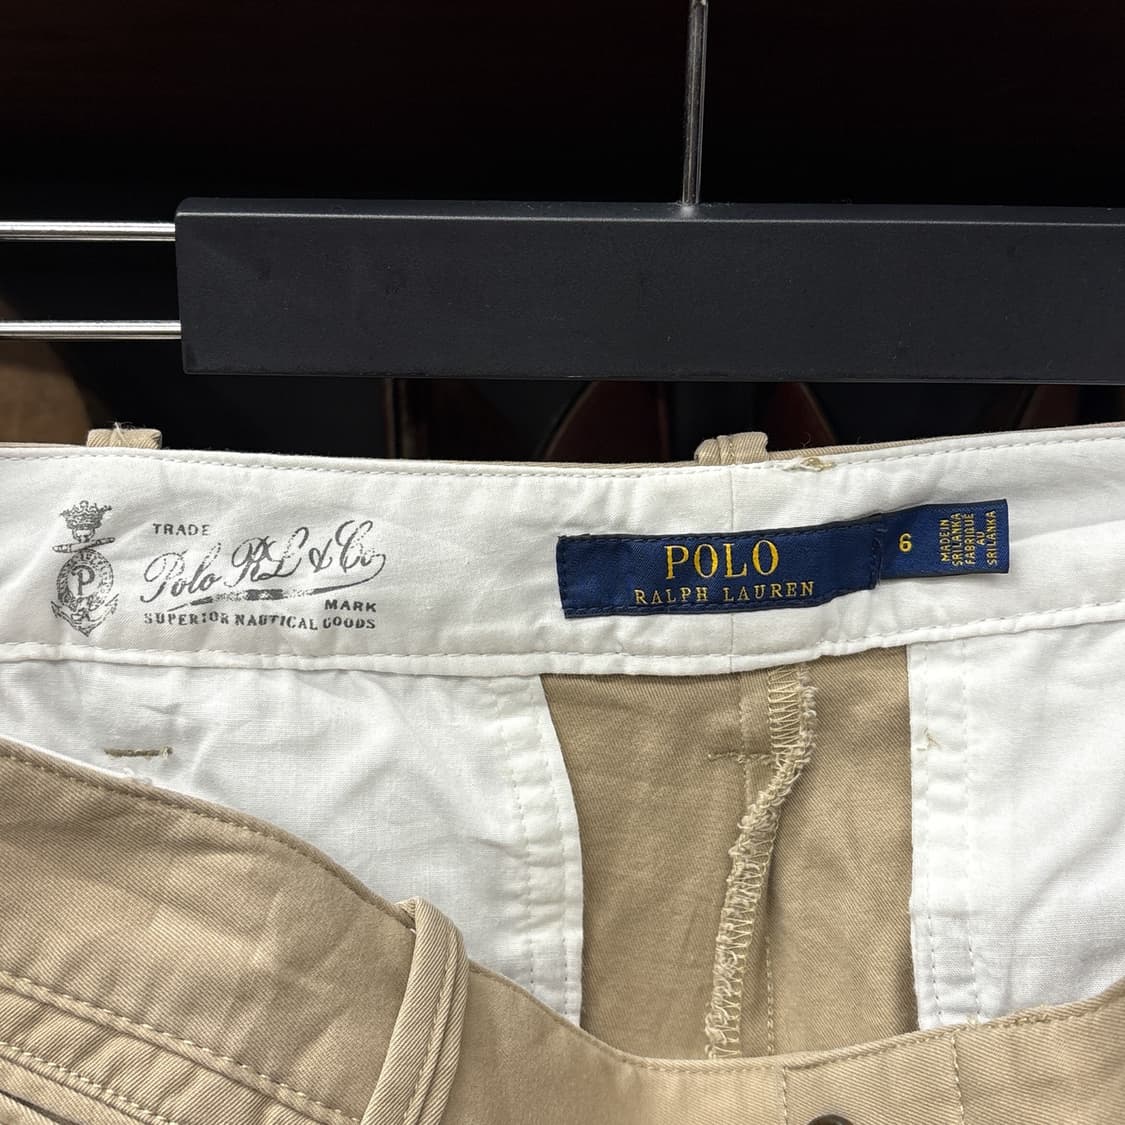 TRADE
P
Polo RL & Co
MARK
SUPERIOR NAUTICAL GOODS
POLO
RALPH LAUREN
6
MADE IN
SRI LANKA
FABRIQUE
AU
SRI LANKA